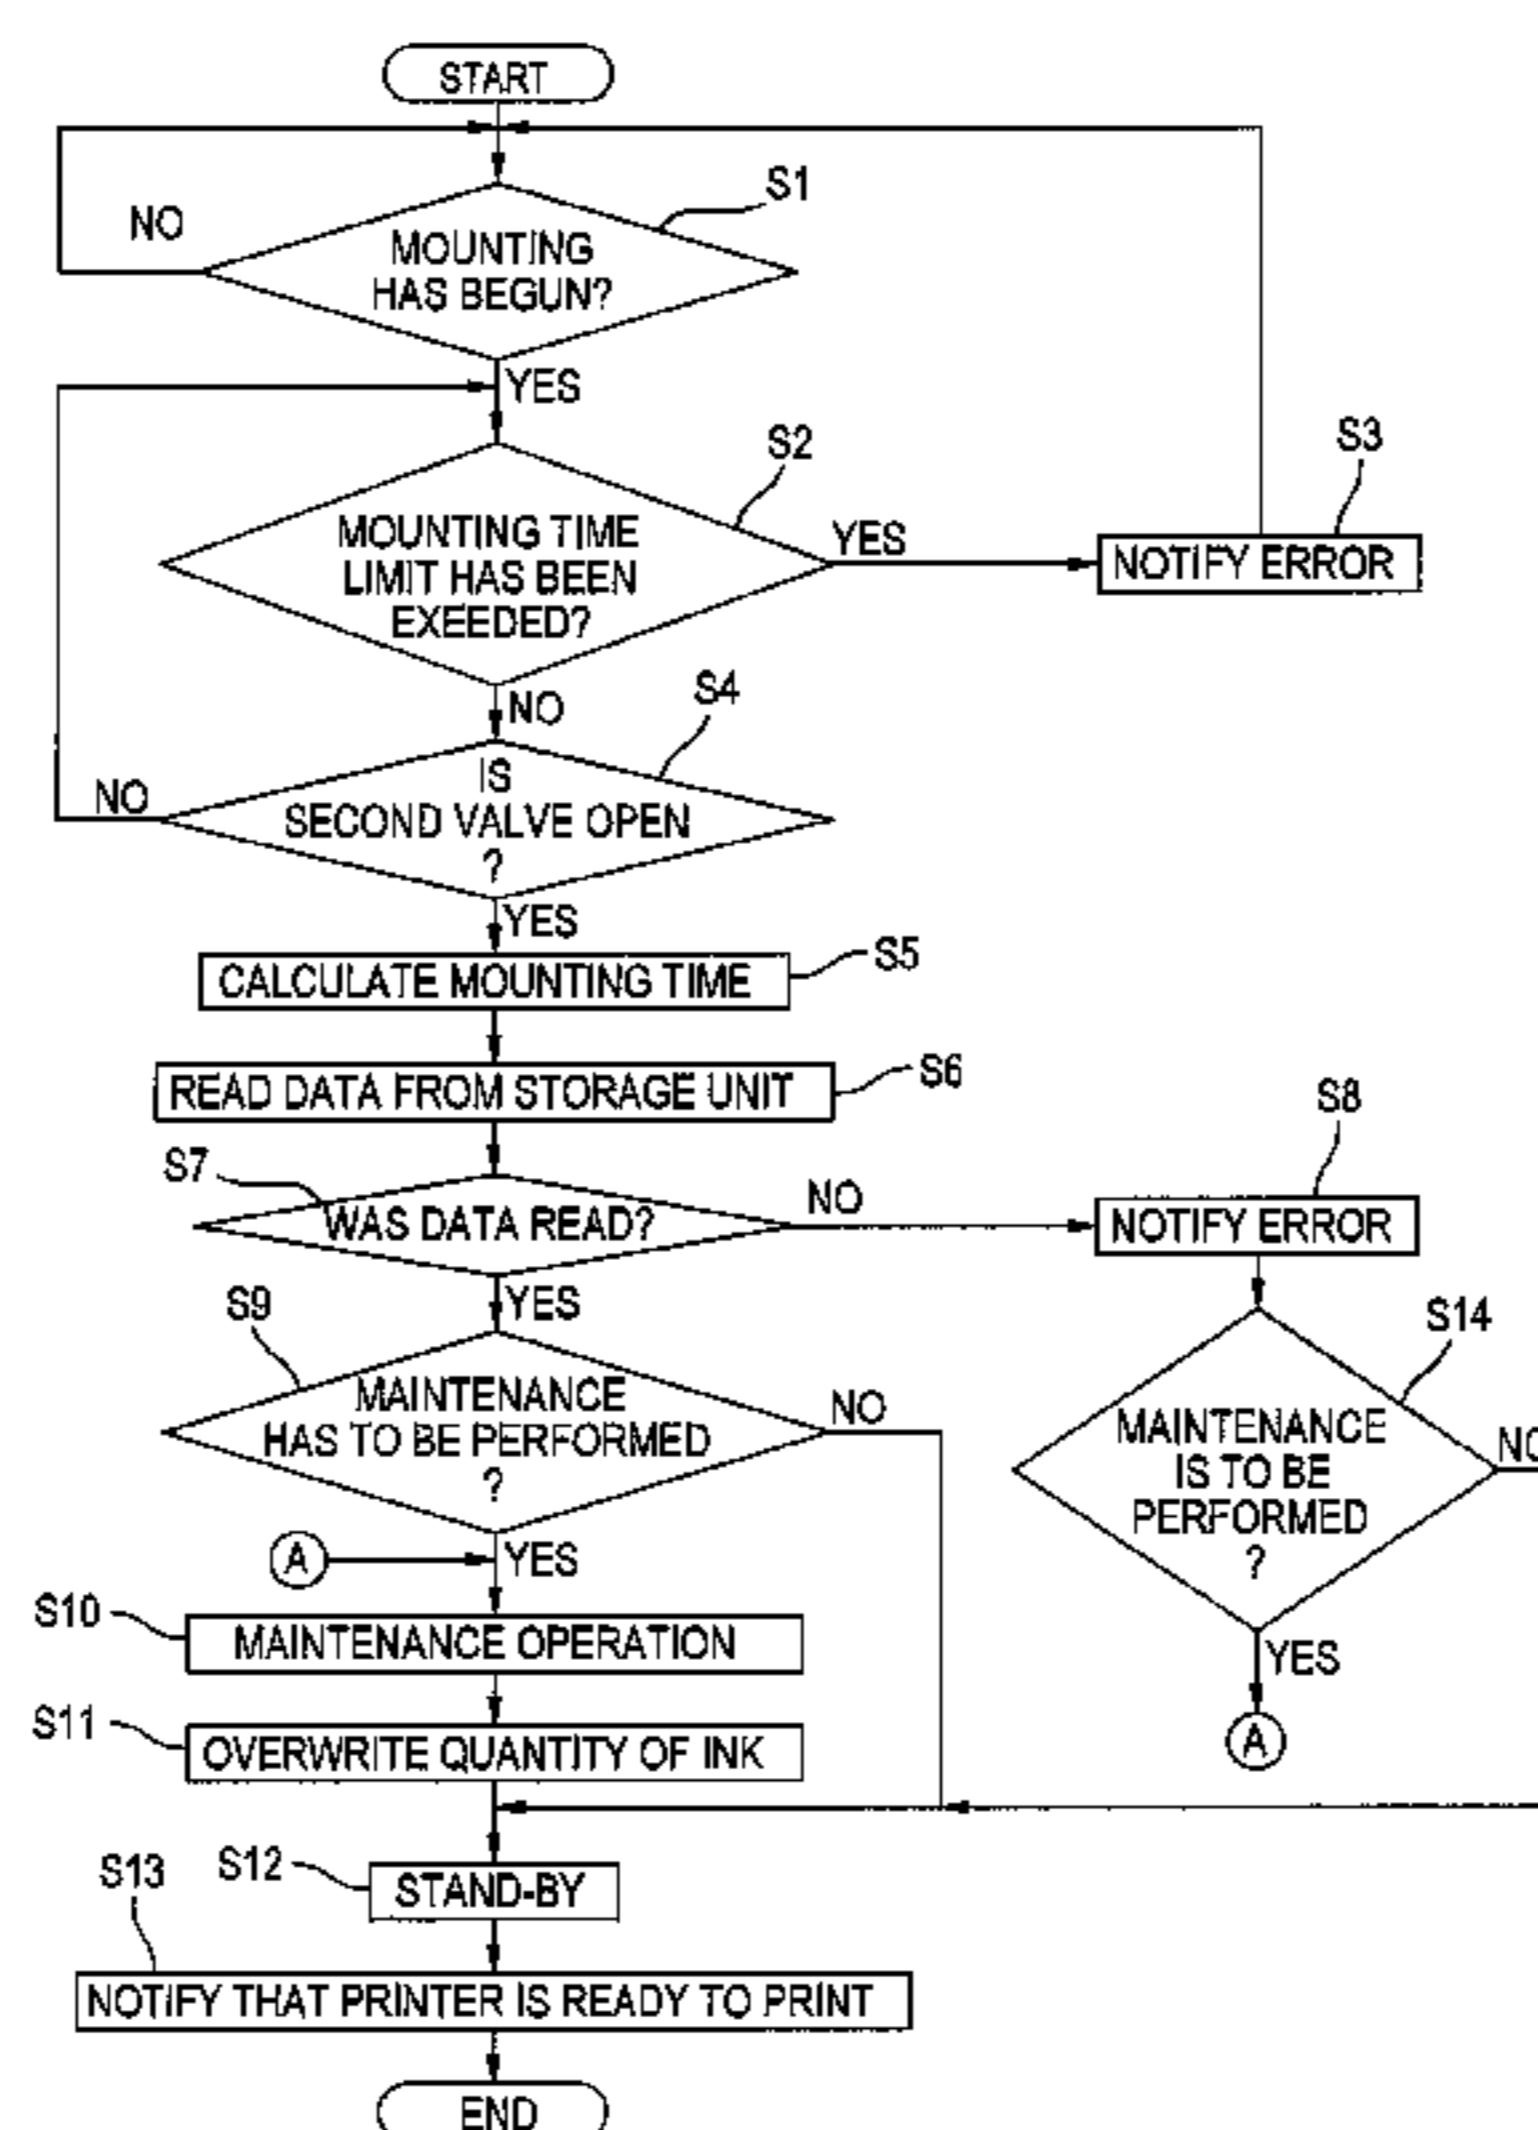 START
S1
NO
MOUNTING
HAS BEGUN?
YES
S2
S3
MOUNTING TIME
LIMIT HAS BEEN
EXEEDED?
YES
NOTIFY ERROR
NO
S4
IS
SECOND VALVE OPEN
?
NO
YES
S5
CALCULATE MOUNTING TIME
S6
READ DATA FROM STORAGE UNIT
S7
WAS DATA READ?
NO
S8
NOTIFY ERROR
YES
S9
MAINTENANCE
HAS TO BE PERFORMED
?
NO
S14
MAINTENANCE
IS TO BE
PERFORMED
?
NO
A
YES
YES
A
S10
MAINTENANCE OPERATION
S11
OVERWRITE QUANTITY OF INK
S12
STAND-BY
S13
NOTIFY THAT PRINTER IS READY TO PRINT
END